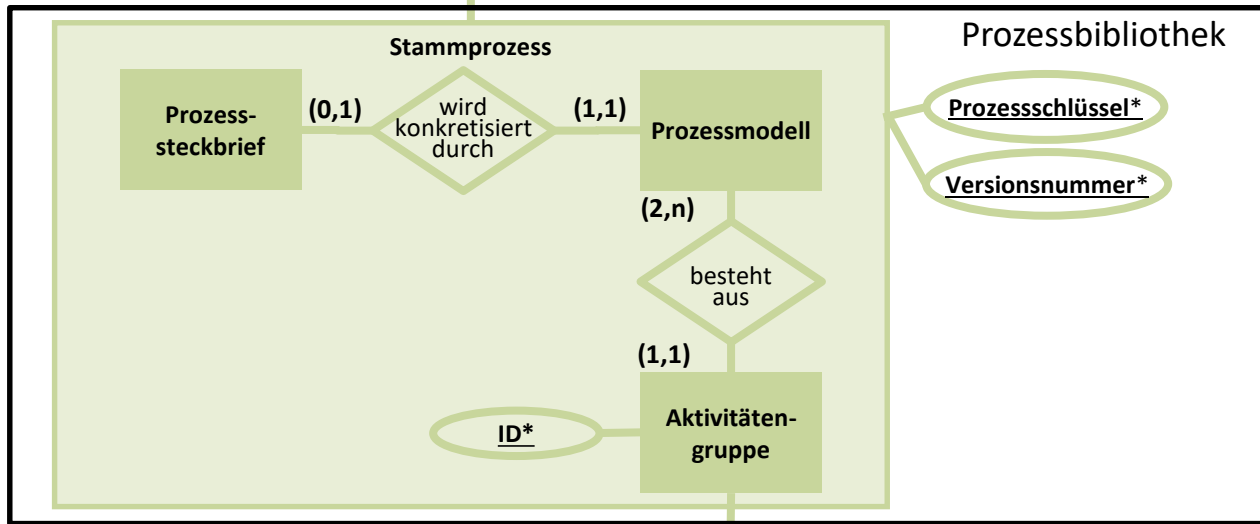 Prozessbibliothek
Stammprozess
Prozess-
steckbrief
(0,1)
wird
konkretisiert
durch
(1,1)
Prozessmodell
Prozessschlüssel*
Versionsnummer*
(2,n)
besteht
aus
(1,1)
ID*
Aktivitäten-
gruppe